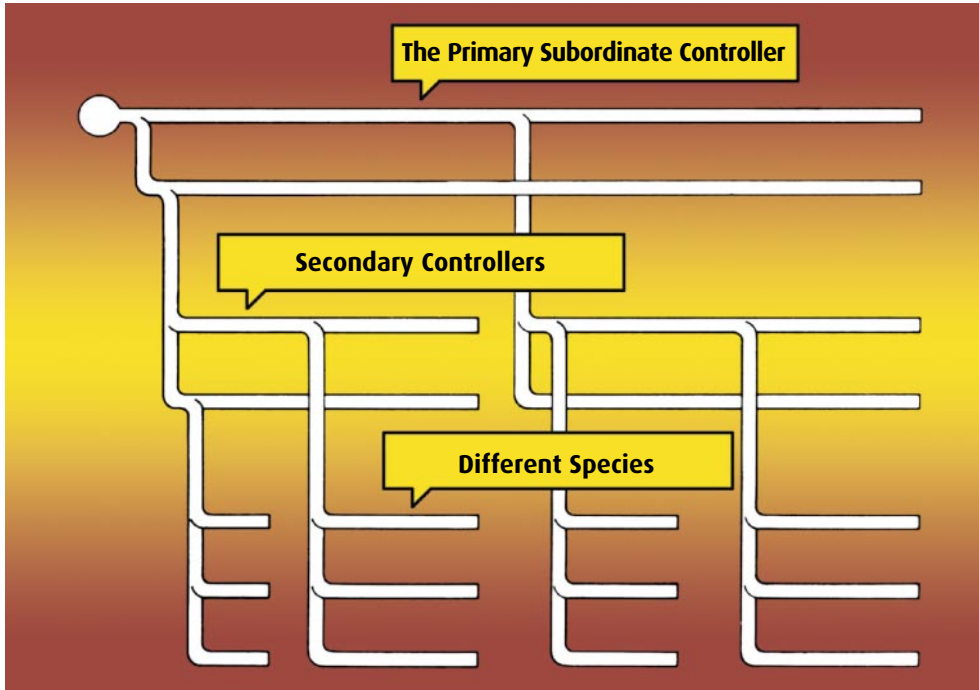 The Primary Subordinate Controller
Secondary Controllers
Different Species